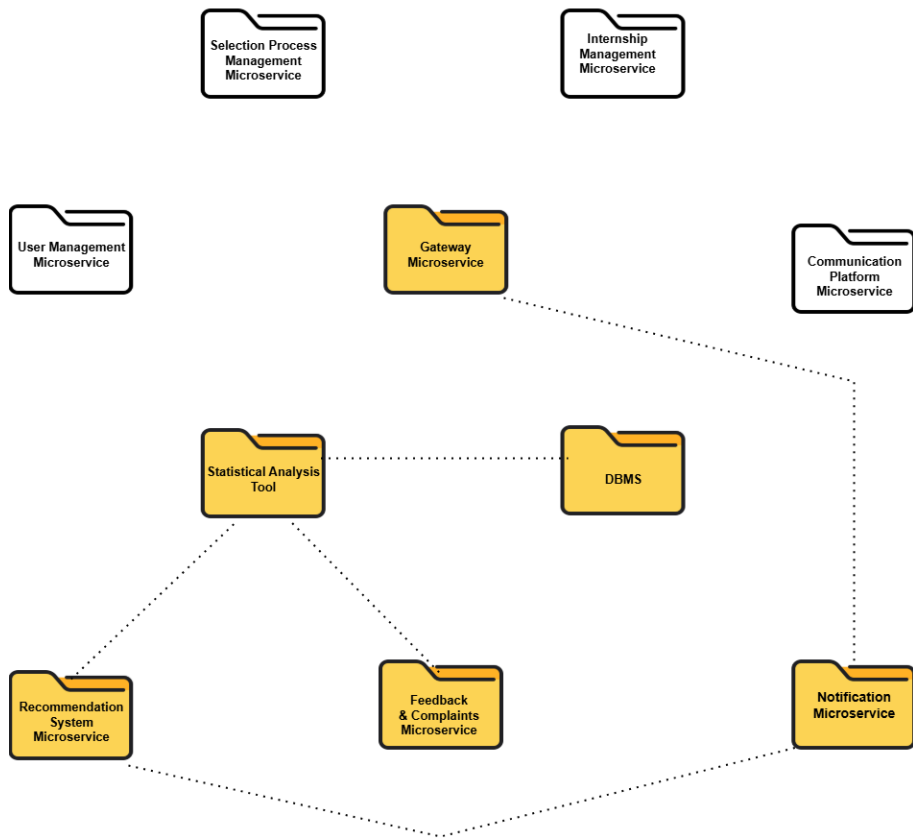 Selection Process
Management
Microservice
Internship
Management
Microservice
User Management
Microservice
Gateway
Microservice
Communication
Platform
Microservice
Statistical Analysis
Tool
DBMS
Recommendation
System
Microservice
Feedback
& Complaints
Microservice
Notification
Microservice